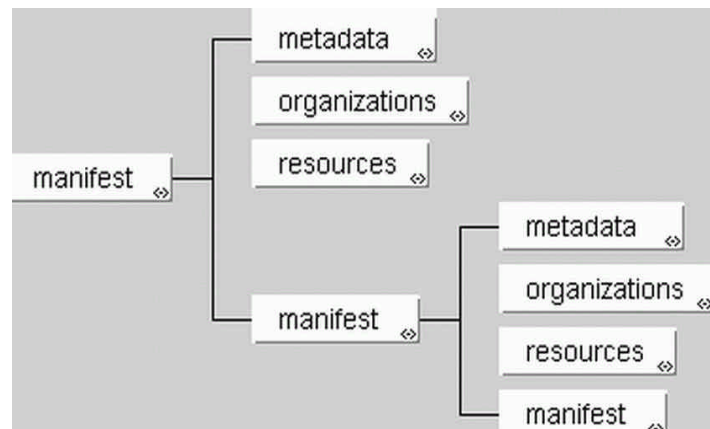 metadata
organizations
resources
manifest
manifest
metadata
organizations
resources
manifest